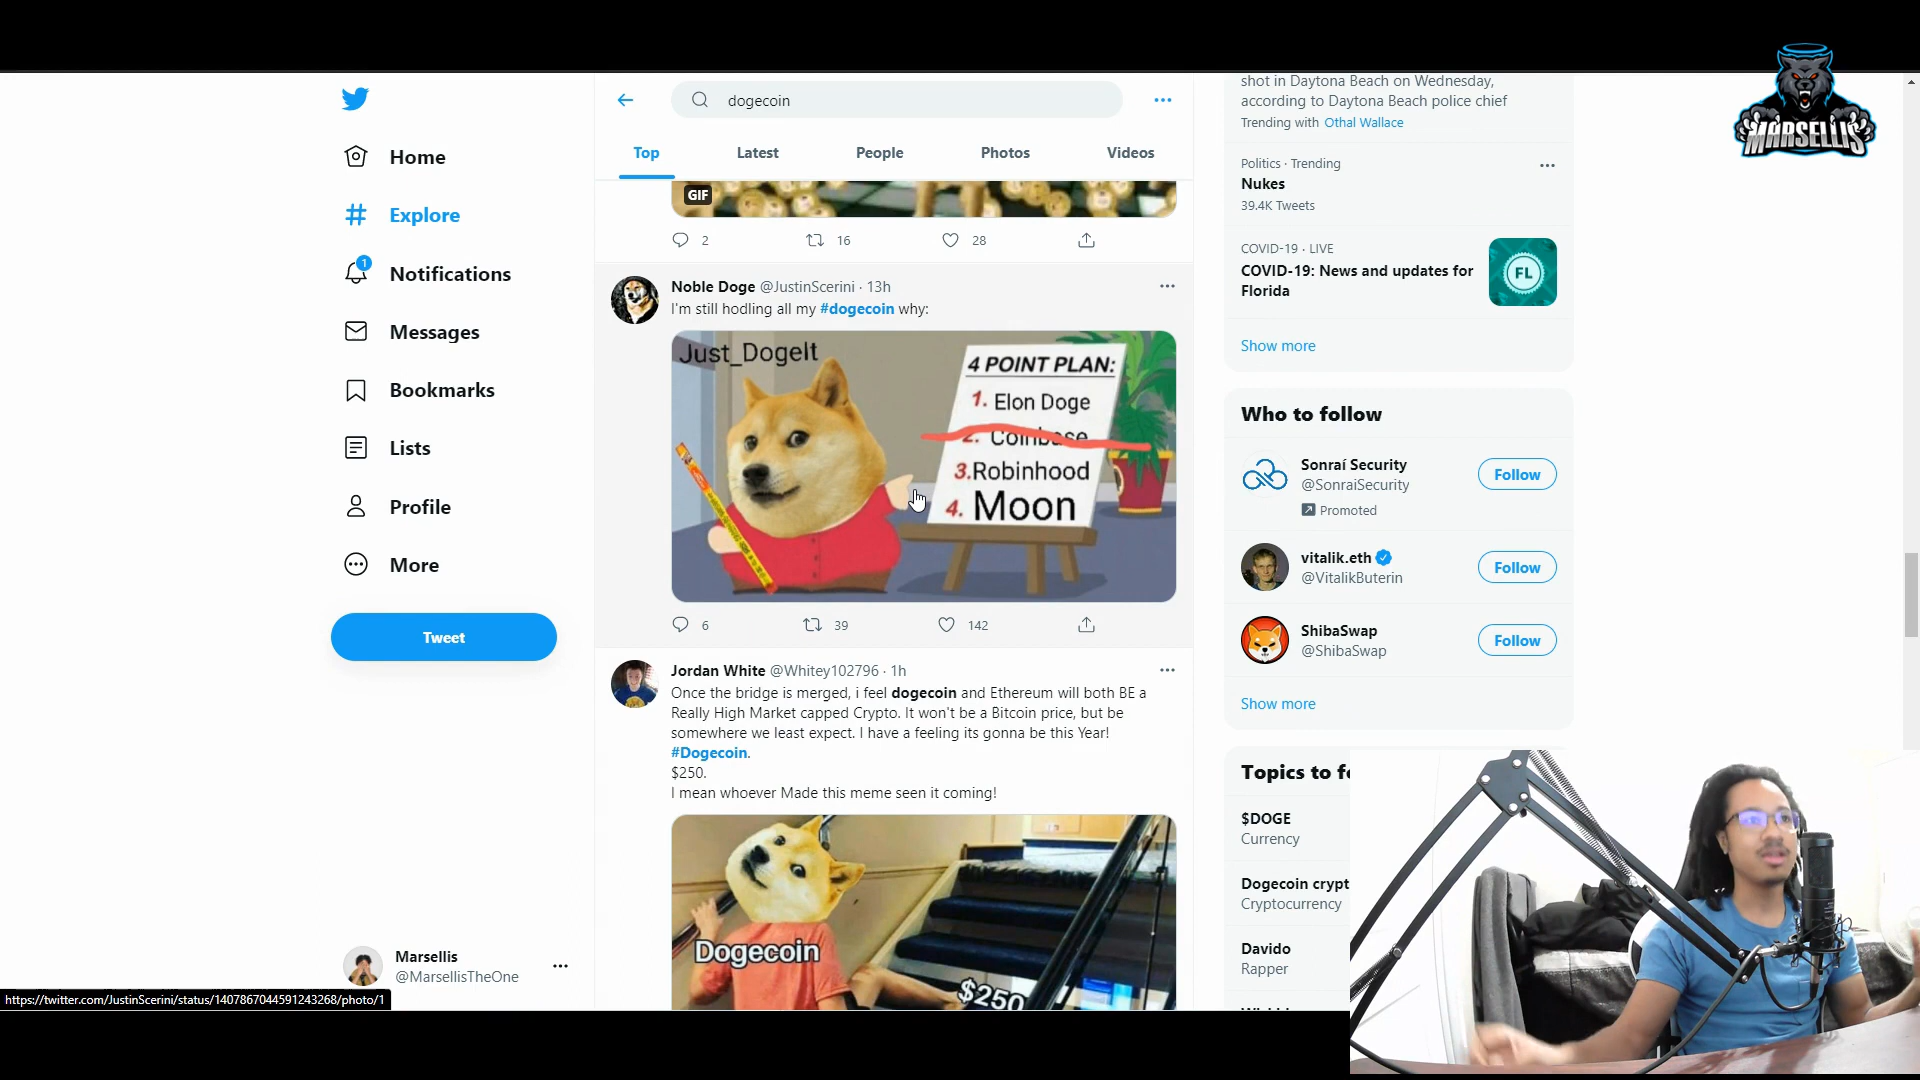 Home
Explore
1
Notifications
Messages
Bookmarks
Lists
Profile
More
Tweet
Marsellis
@MarsellisTheOne
https://twitter.com/JustinScerini/status/1407867044591243268/photo/1
dogecoin
Top Latest People Photos Videos
GIF
2 16 28
Noble Doge @JustinScerini · 13h
I'm still hodling all my #dogecoin why:
Just_DogeIt
4 POINT PLAN:
1. Elon Doge
2. Coinbase
3. Robinhood
4. Moon
6 39 142
Jordan White @Whitey102796 · 1h
Once the bridge is merged, i feel dogecoin and Ethereum will both BE a
Really High Market capped Crypto. It won't be a Bitcoin price, but be
somewhere we least expect. I have a feeling its gonna be this Year!
#Dogecoin.
$250.
I mean whoever Made this meme seen it coming!
Dogecoin
$250
shot in Daytona Beach on Wednesday,
according to Daytona Beach police chief
Trending with Othal Wallace
Politics · Trending
Nukes
39.4K Tweets
COVID-19 · LIVE
COVID-19: News and updates for
Florida
FL
Show more
Who to follow
Sonraí Security
@SonraiSecurity
Promoted
Follow
vitalik.eth
@VitalikButerin
Follow
ShibaSwap
@ShibaSwap
Follow
Show more
Topics to f
$DOGE
Currency
Dogecoin crypt
Cryptocurrency
Davido
Rapper
MARSELLIS